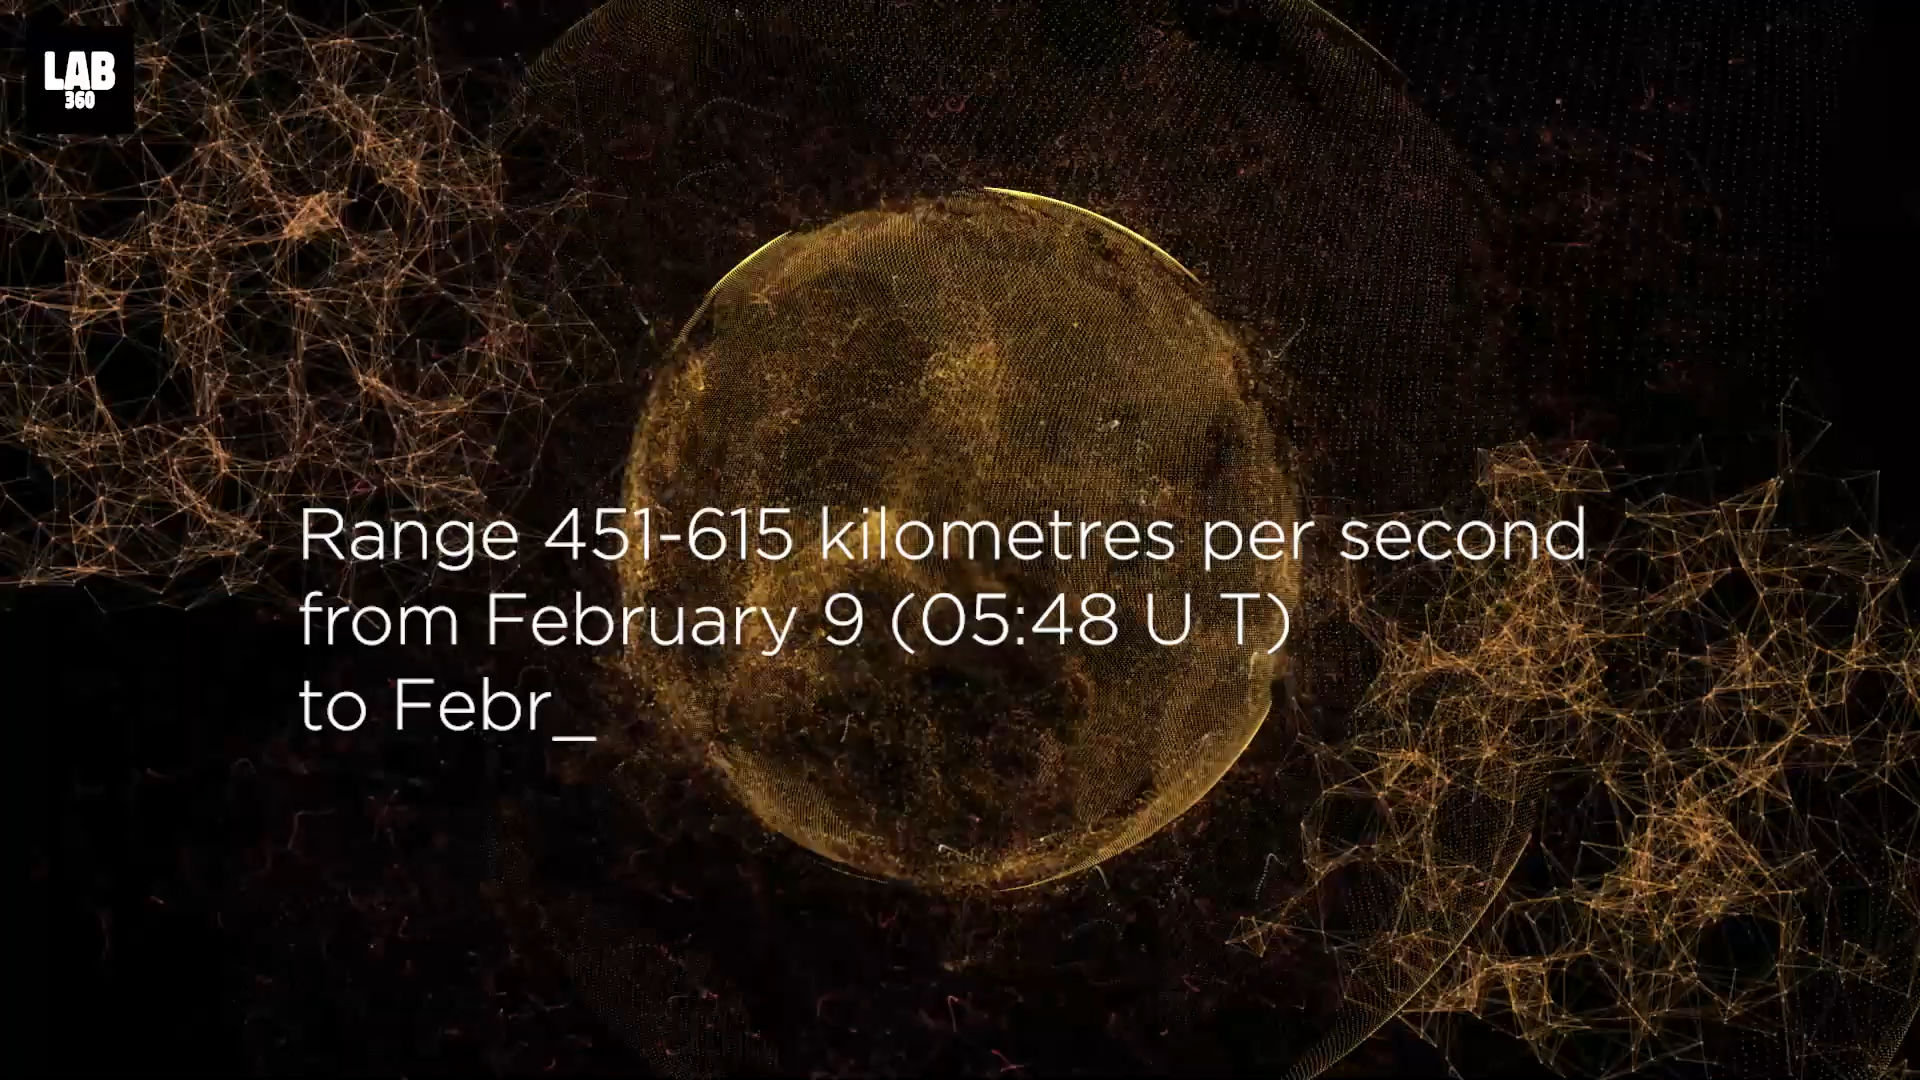 LAB
360
Range 451-615 kilometres per second
from February 9 (05:48 U T)
to Febr_